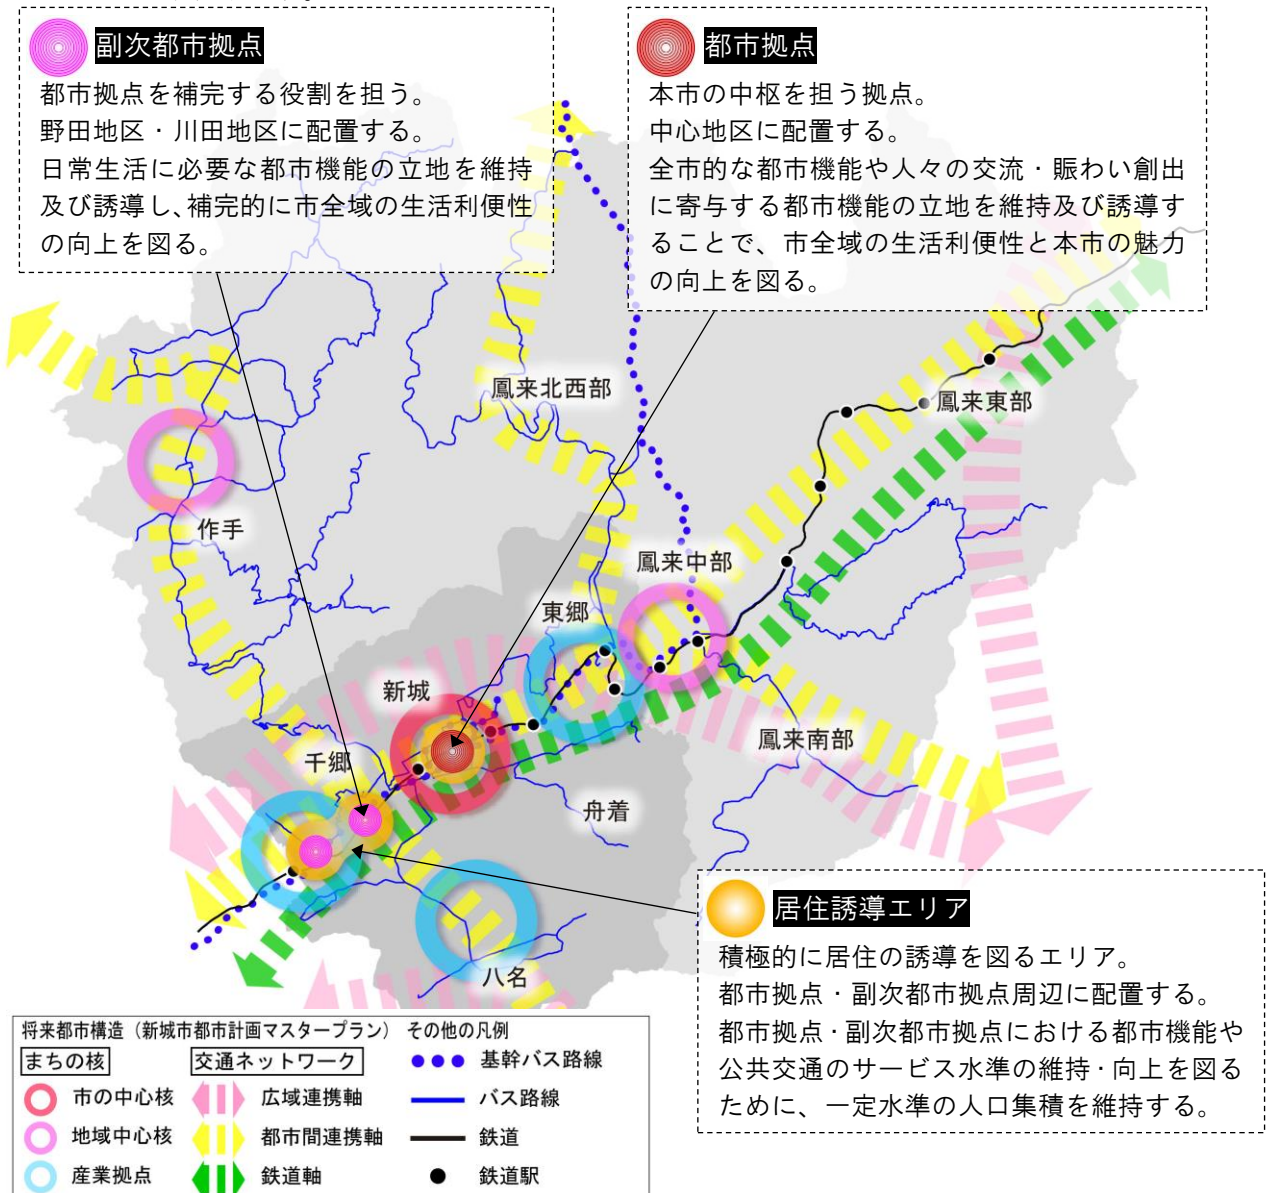 副次都市拠点
都市拠点を補完する役割を担う。
野田地区・川田地区に配置する。
日常生活に必要な都市機能の立地を維持
及び誘導し、補完的に市全域の生活利便性
の向上を図る。
都市拠点
本市の中枢を担う拠点。
中心地区に配置する。
全市的な都市機能や人々の交流・賑わい創出
に寄与する都市機能の立地を維持及び誘導す
ることで、市全域の生活利便性と本市の魅力
の向上を図る。
鳳来北西部
鳳来東部
作手
鳳来中部
東郷
新城
鳳来南部
千郷
舟着
八名
居住誘導エリア
積極的に居住の誘導を図るエリア。
都市拠点・副次都市拠点周辺に配置する。
都市拠点・副次都市拠点における都市機能や
公共交通のサービス水準の維持・向上を図る
ために、一定水準の人口集積を維持する。
将来都市構造（新城市都市計画マスタープラン） その他の凡例
まちの核 交通ネットワーク 基幹バス路線
市の中心核 広域連携軸 バス路線
地域中心核 都市間連携軸 鉄道
産業拠点 鉄道軸 鉄道駅